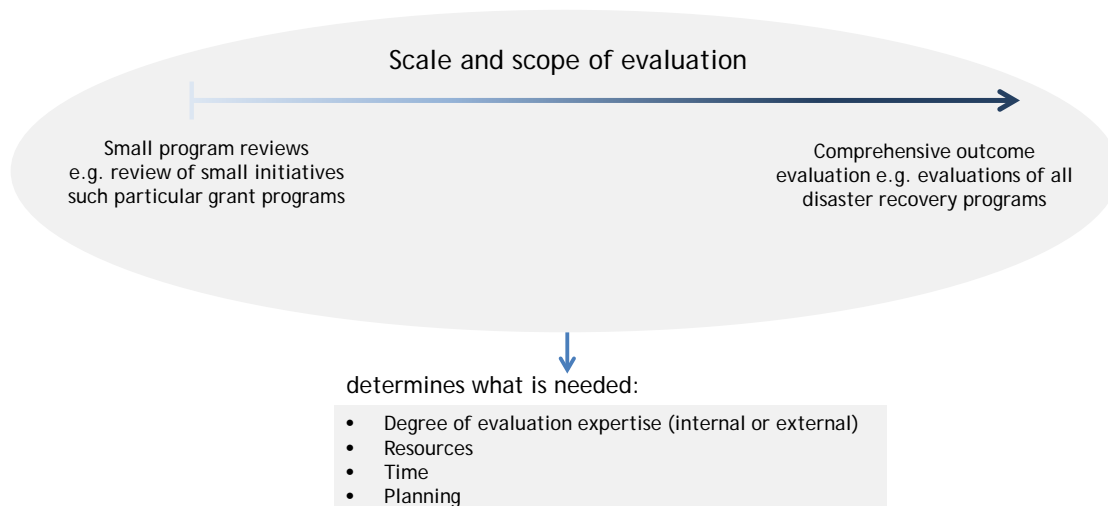 Scale and scope of evaluation
Small program reviews
e.g. review of small initiatives
such particular grant programs
Comprehensive outcome
evaluation e.g. evaluations of all
disaster recovery programs
determines what is needed:
• Degree of evaluation expertise (internal or external)
• Resources
• Time
• Planning